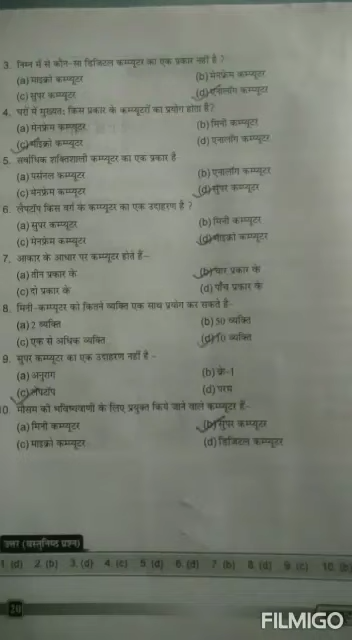 3. निम्न में से कौन-सा डिजिटल कम्प्यूटर का एक प्रकार नहीं है ?
(a) माइक्रो कम्प्यूटर (b) मेनफ्रेम कम्प्यूटर
(c) सुपर कम्प्यूटर (d) एनालॉग कम्प्यूटर
4. घरों में मुख्यतः किस प्रकार के कम्प्यूटरों का प्रयोग होता है?
(a) मेनफ्रेम कम्प्यूटर (b) मिनी कम्प्यूटर
(c) माइक्रो कम्प्यूटर (d) एनालॉग कम्प्यूटर
5. सर्वाधिक शक्तिशाली कम्प्यूटर का एक प्रकार है
(a) पर्सनल कम्प्यूटर (b) एनालॉग कम्प्यूटर
(c) मेनफ्रेम कम्प्यूटर (d) सुपर कम्प्यूटर
6. लैपटॉप किस वर्ग के कम्प्यूटर का एक उदाहरण है ?
(a) सुपर कम्प्यूटर (b) मिनी कम्प्यूटर
(c) मेनफ्रेम कम्प्यूटर (d) माइक्रो कम्प्यूटर
7. आकार के आधार पर कम्प्यूटर होते हैं–
(a) तीन प्रकार के (b) चार प्रकार के
(c) दो प्रकार के (d) पाँच प्रकार के
8. मिनी-कम्प्यूटर को कितने व्यक्ति एक साथ प्रयोग कर सकते है-
(a) 2 व्यक्ति (b) 50 व्यक्ति
(c) एक से अधिक व्यक्ति (d) 10 व्यक्ति
9. सुपर कम्प्यूटर का एक उदाहरण नहीं है -
(a) अनुराग (b) क्रे-1
(c) लैपटॉप (d) परम
10. मौसम की भविष्यवाणी के लिए प्रयुक्त किये जाने वाले कम्प्यूटर हैं-
(a) मिनी कम्प्यूटर (b) सुपर कम्प्यूटर
(c) माइक्रो कम्प्यूटर (d) डिजिटल कम्प्यूटर
उत्तर (वस्तुनिष्ठ प्रश्न)
1. (d) 2. (b) 3. (d) 4. (c) 5. (d) 6. (d) 7 (b) 8. (d) 9. (c) 10. (b)
20
FILMIGO